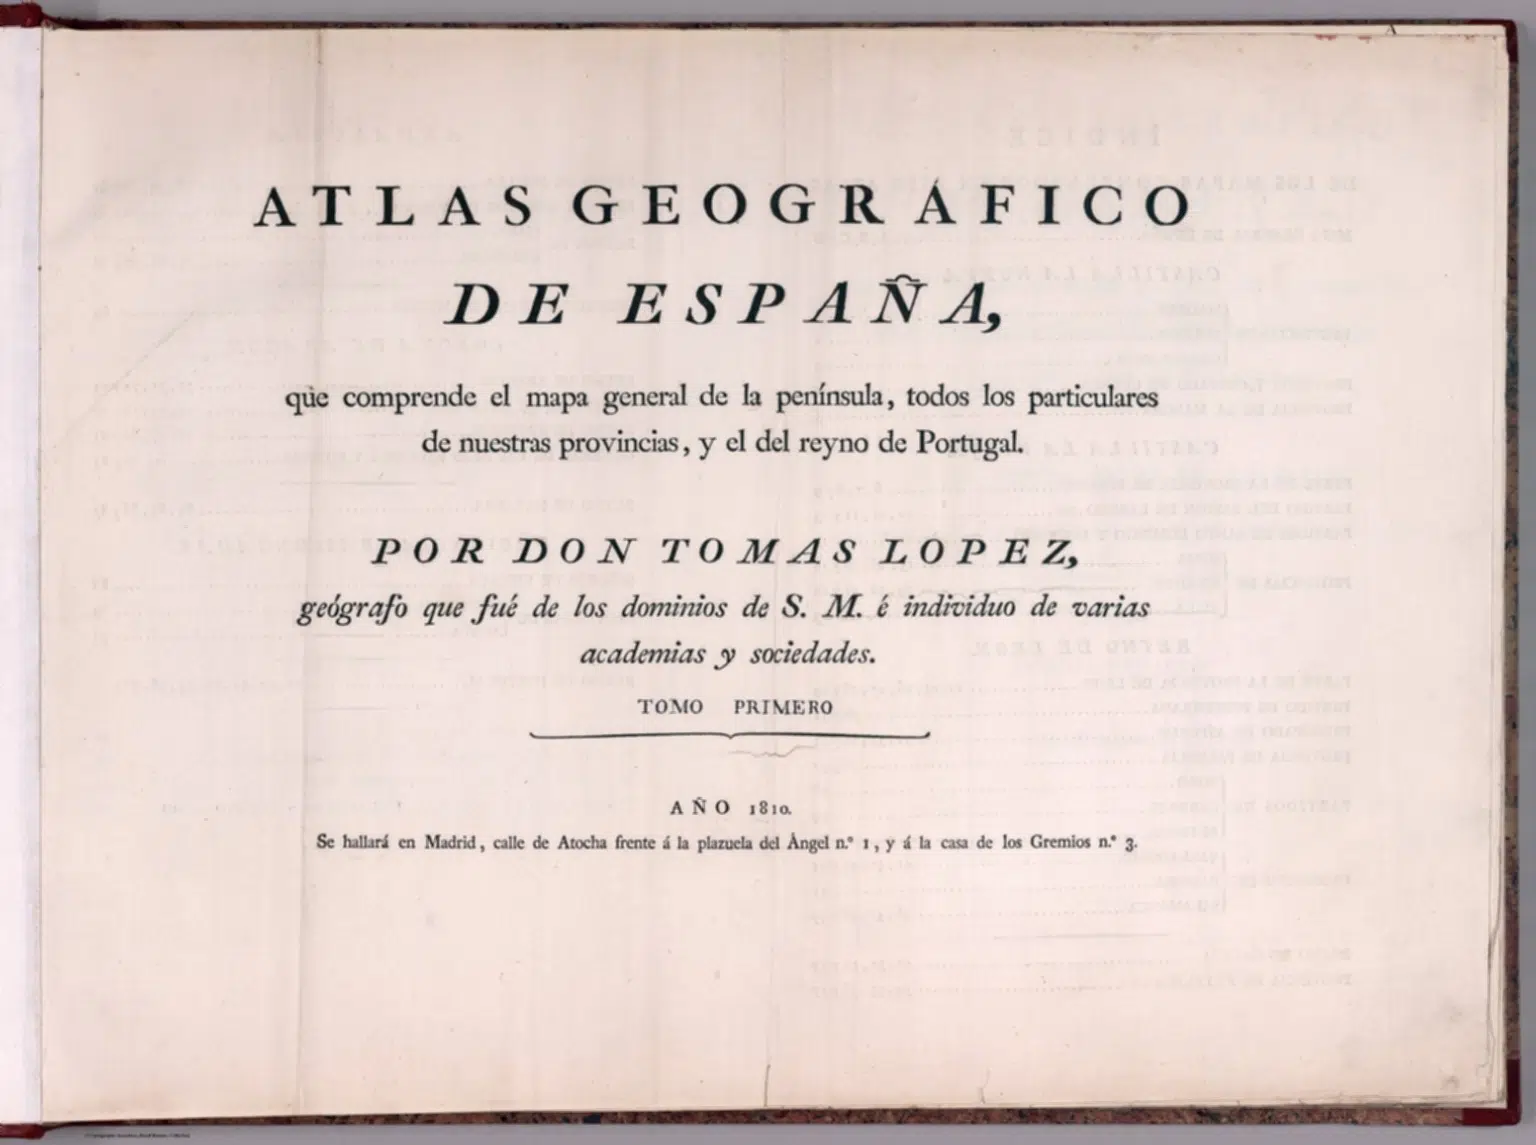 ATLAS GEOGRÁFICO
DE ESPAÑA,
que comprende el mapa general de la península, todos los particulares
de nuestras provincias, y el del reyno de Portugal.
POR DON TOMAS LOPEZ,
geógrafo que fué de los dominios de S. M. é individuo de varias
academias y sociedades.
TOMO PRIMERO
AÑO 1810.
Se hallará en Madrid, calle de Atocha frente á la plazuela del Ángel n.º 1, y á la casa de los Gremios n.º 3.